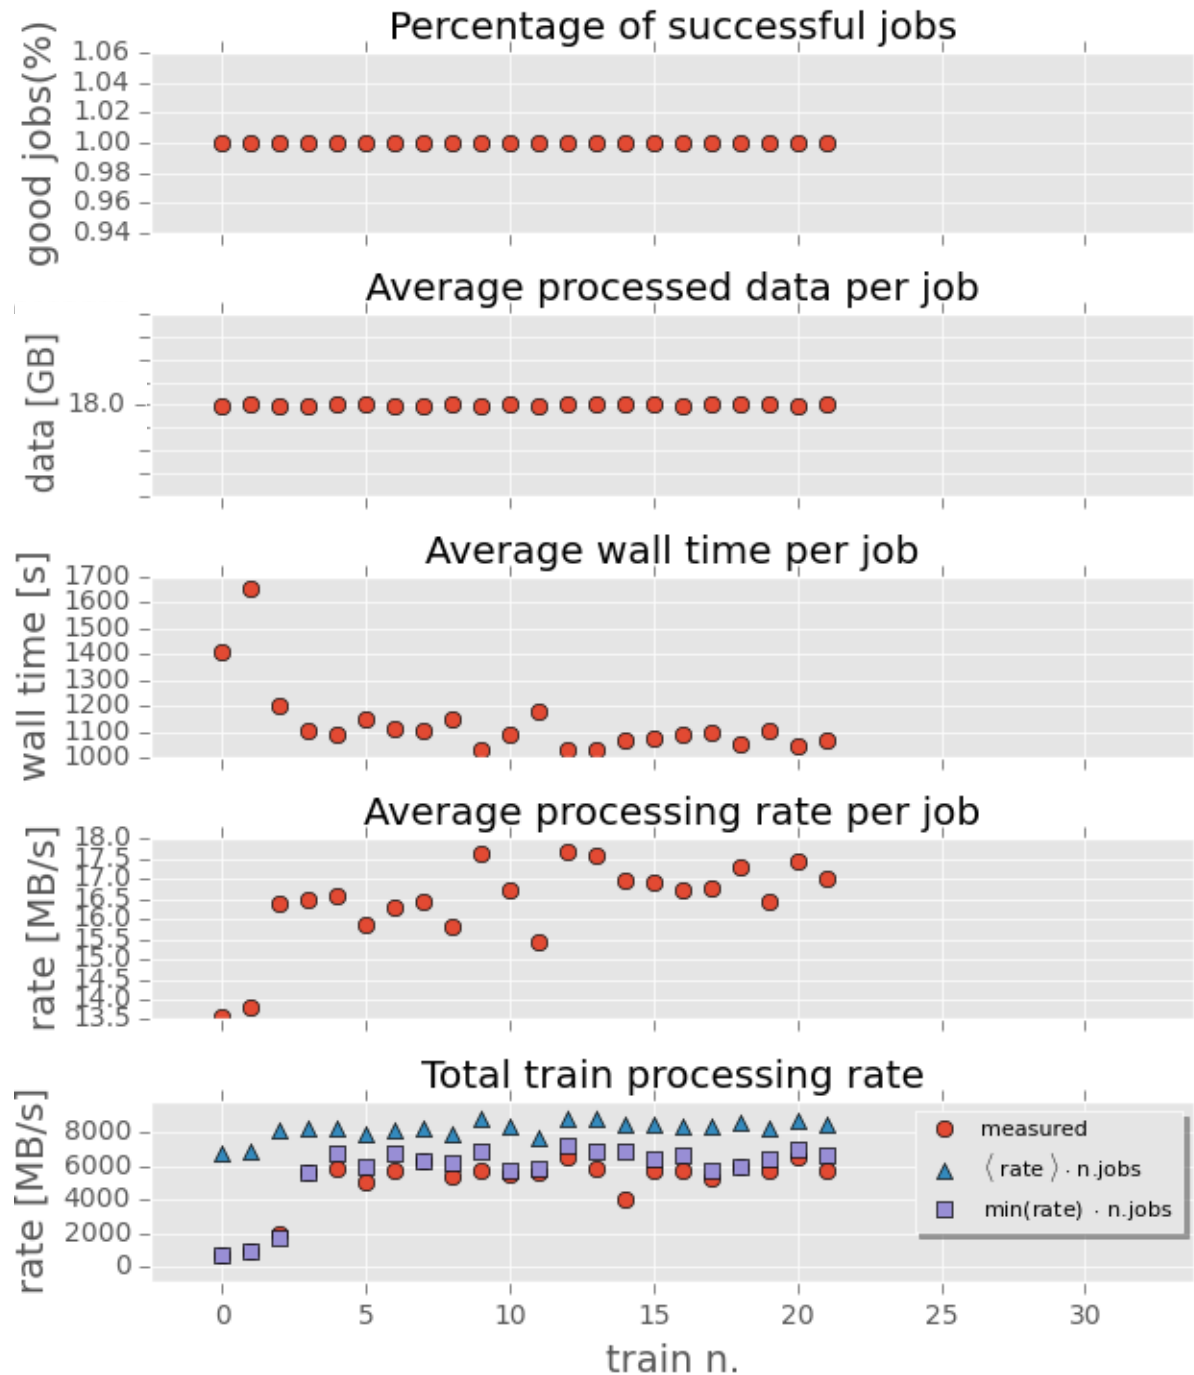 Percentage of successful jobs
good jobs(%)
1.06
1.04
1.02
1.00
0.98
0.96
0.94
Average processed data per job
data [GB]
18.0
Average wall time per job
wall time [s]
1700
1600
1500
1400
1300
1200
1100
1000
Average processing rate per job
rate [MB/s]
18.0
17.5
17.0
16.5
16.0
15.5
15.0
14.5
14.0
13.5
Total train processing rate
rate [MB/s]
8000
6000
4000
2000
0
measured
⟨ rate ⟩ · n.jobs
min(rate) · n.jobs
0 5 10 15 20 25 30
train n.